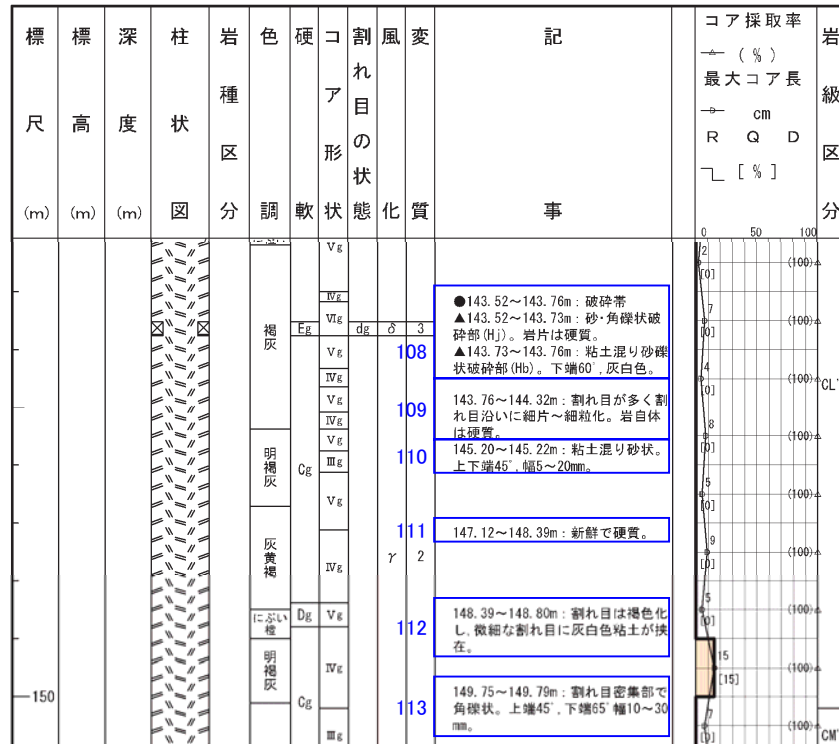 標尺(m)
標高(m)
深度(m)
柱状図
岩種区分
色調
硬軟
コア形状
割れ目の状態
風化
変質
記事
コア採取率
(%)
最大コア長
cm
R Q D
[%]
岩級区分
0 50 100
150
褐灰
明褐灰
灰黄褐
にぶい橙
明褐灰
Eg
Cg
Dg
Cg
Vg
Ⅳg
Ⅵg
Vg
Ⅳg
Vg
Ⅳg
Vg
Ⅲg
Vg
Ⅳg
Vg
Ⅳg
Ⅲg
dg
δ
γ
3
2
108
●143.52～143.76m：破砕帯
▲143.52～143.73m：砂・角礫状破
砕部(Hj)。岩片は硬質。
▲143.73～143.76m：粘土混り砂礫
状破砕部(Hb)。下端60°,灰白色。
109
143.76～144.32m：割れ目が多く割
れ目沿いに細片～細粒化。岩自体
は硬質。
110
145.20～145.22m：粘土混り砂状。
上下端45°,幅5～20mm。
111
147.12～148.39m：新鮮で硬質。
112
148.39～148.80m：割れ目は褐色化
し、微細な割れ目に灰白色粘土が挟
在。
113
149.75～149.79m：割れ目密集部で
角礫状。上端45°,下端65°幅10～30
mm。
2
[0]
(100)
7
[0]
(100)
4
[0]
(100)
8
[0]
(100)
5
[0]
(100)
9
[0]
(100)
5
[0]
(100)
15
[15]
(100)
7
[0]
(100)